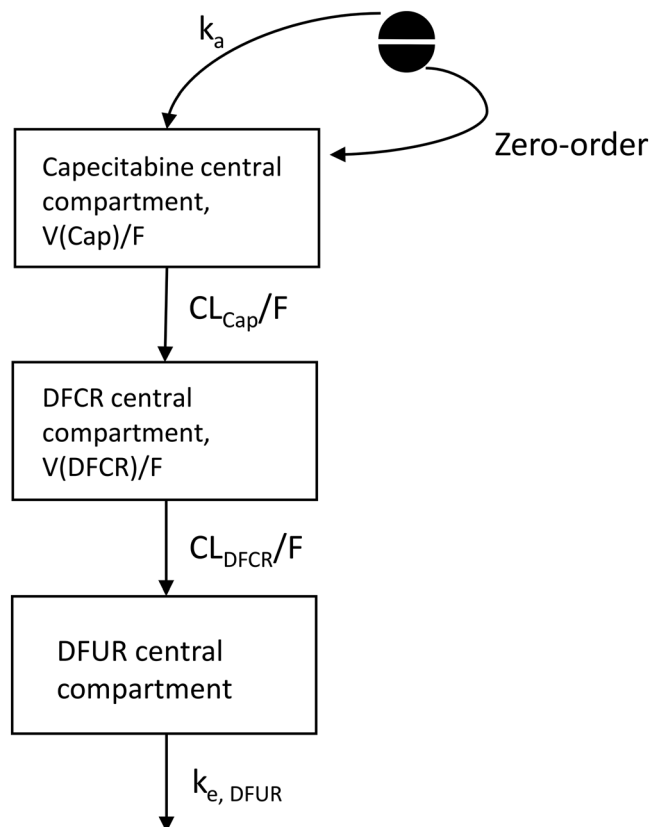 k_a
Zero-order
Capecitabine central
compartment,
V(Cap)/F
CL_Cap/F
DFCR central
compartment,
V(DFCR)/F
CL_DFCR/F
DFUR central
compartment
k_e, DFUR